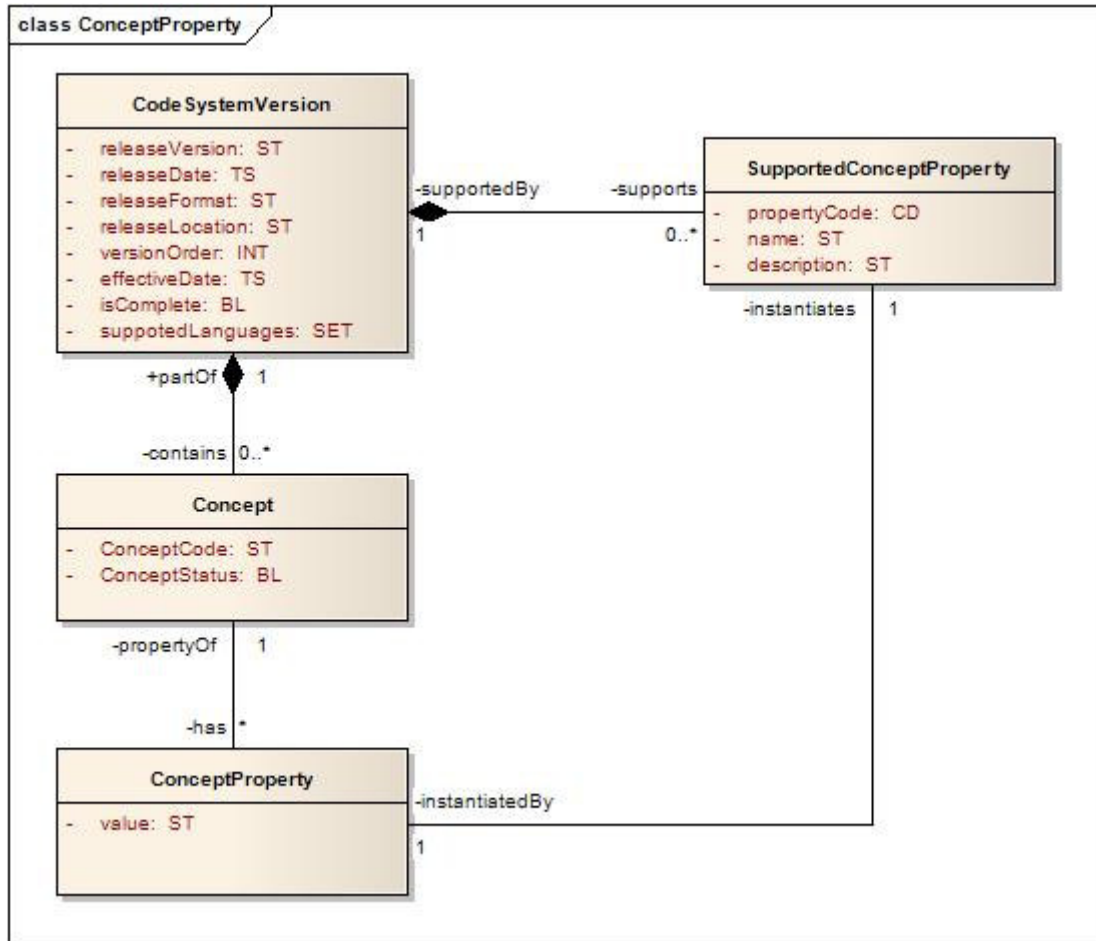 class ConceptProperty
CodeSystemVersion
- releaseVersion: ST
- releaseDate: TS
- releaseFormat: ST
- releaseLocation: ST
- versionOrder: INT
- effectiveDate: TS
- isComplete: BL
- suppotedLanguages: SET
-supportedBy
1
-supports
0..*
SupportedConceptProperty
- propertyCode: CD
- name: ST
- description: ST
-instantiates 1
+partOf 1
-contains 0..*
Concept
- ConceptCode: ST
- ConceptStatus: BL
-propertyOf 1
-has *
ConceptProperty
- value: ST
-instantiatedBy
1